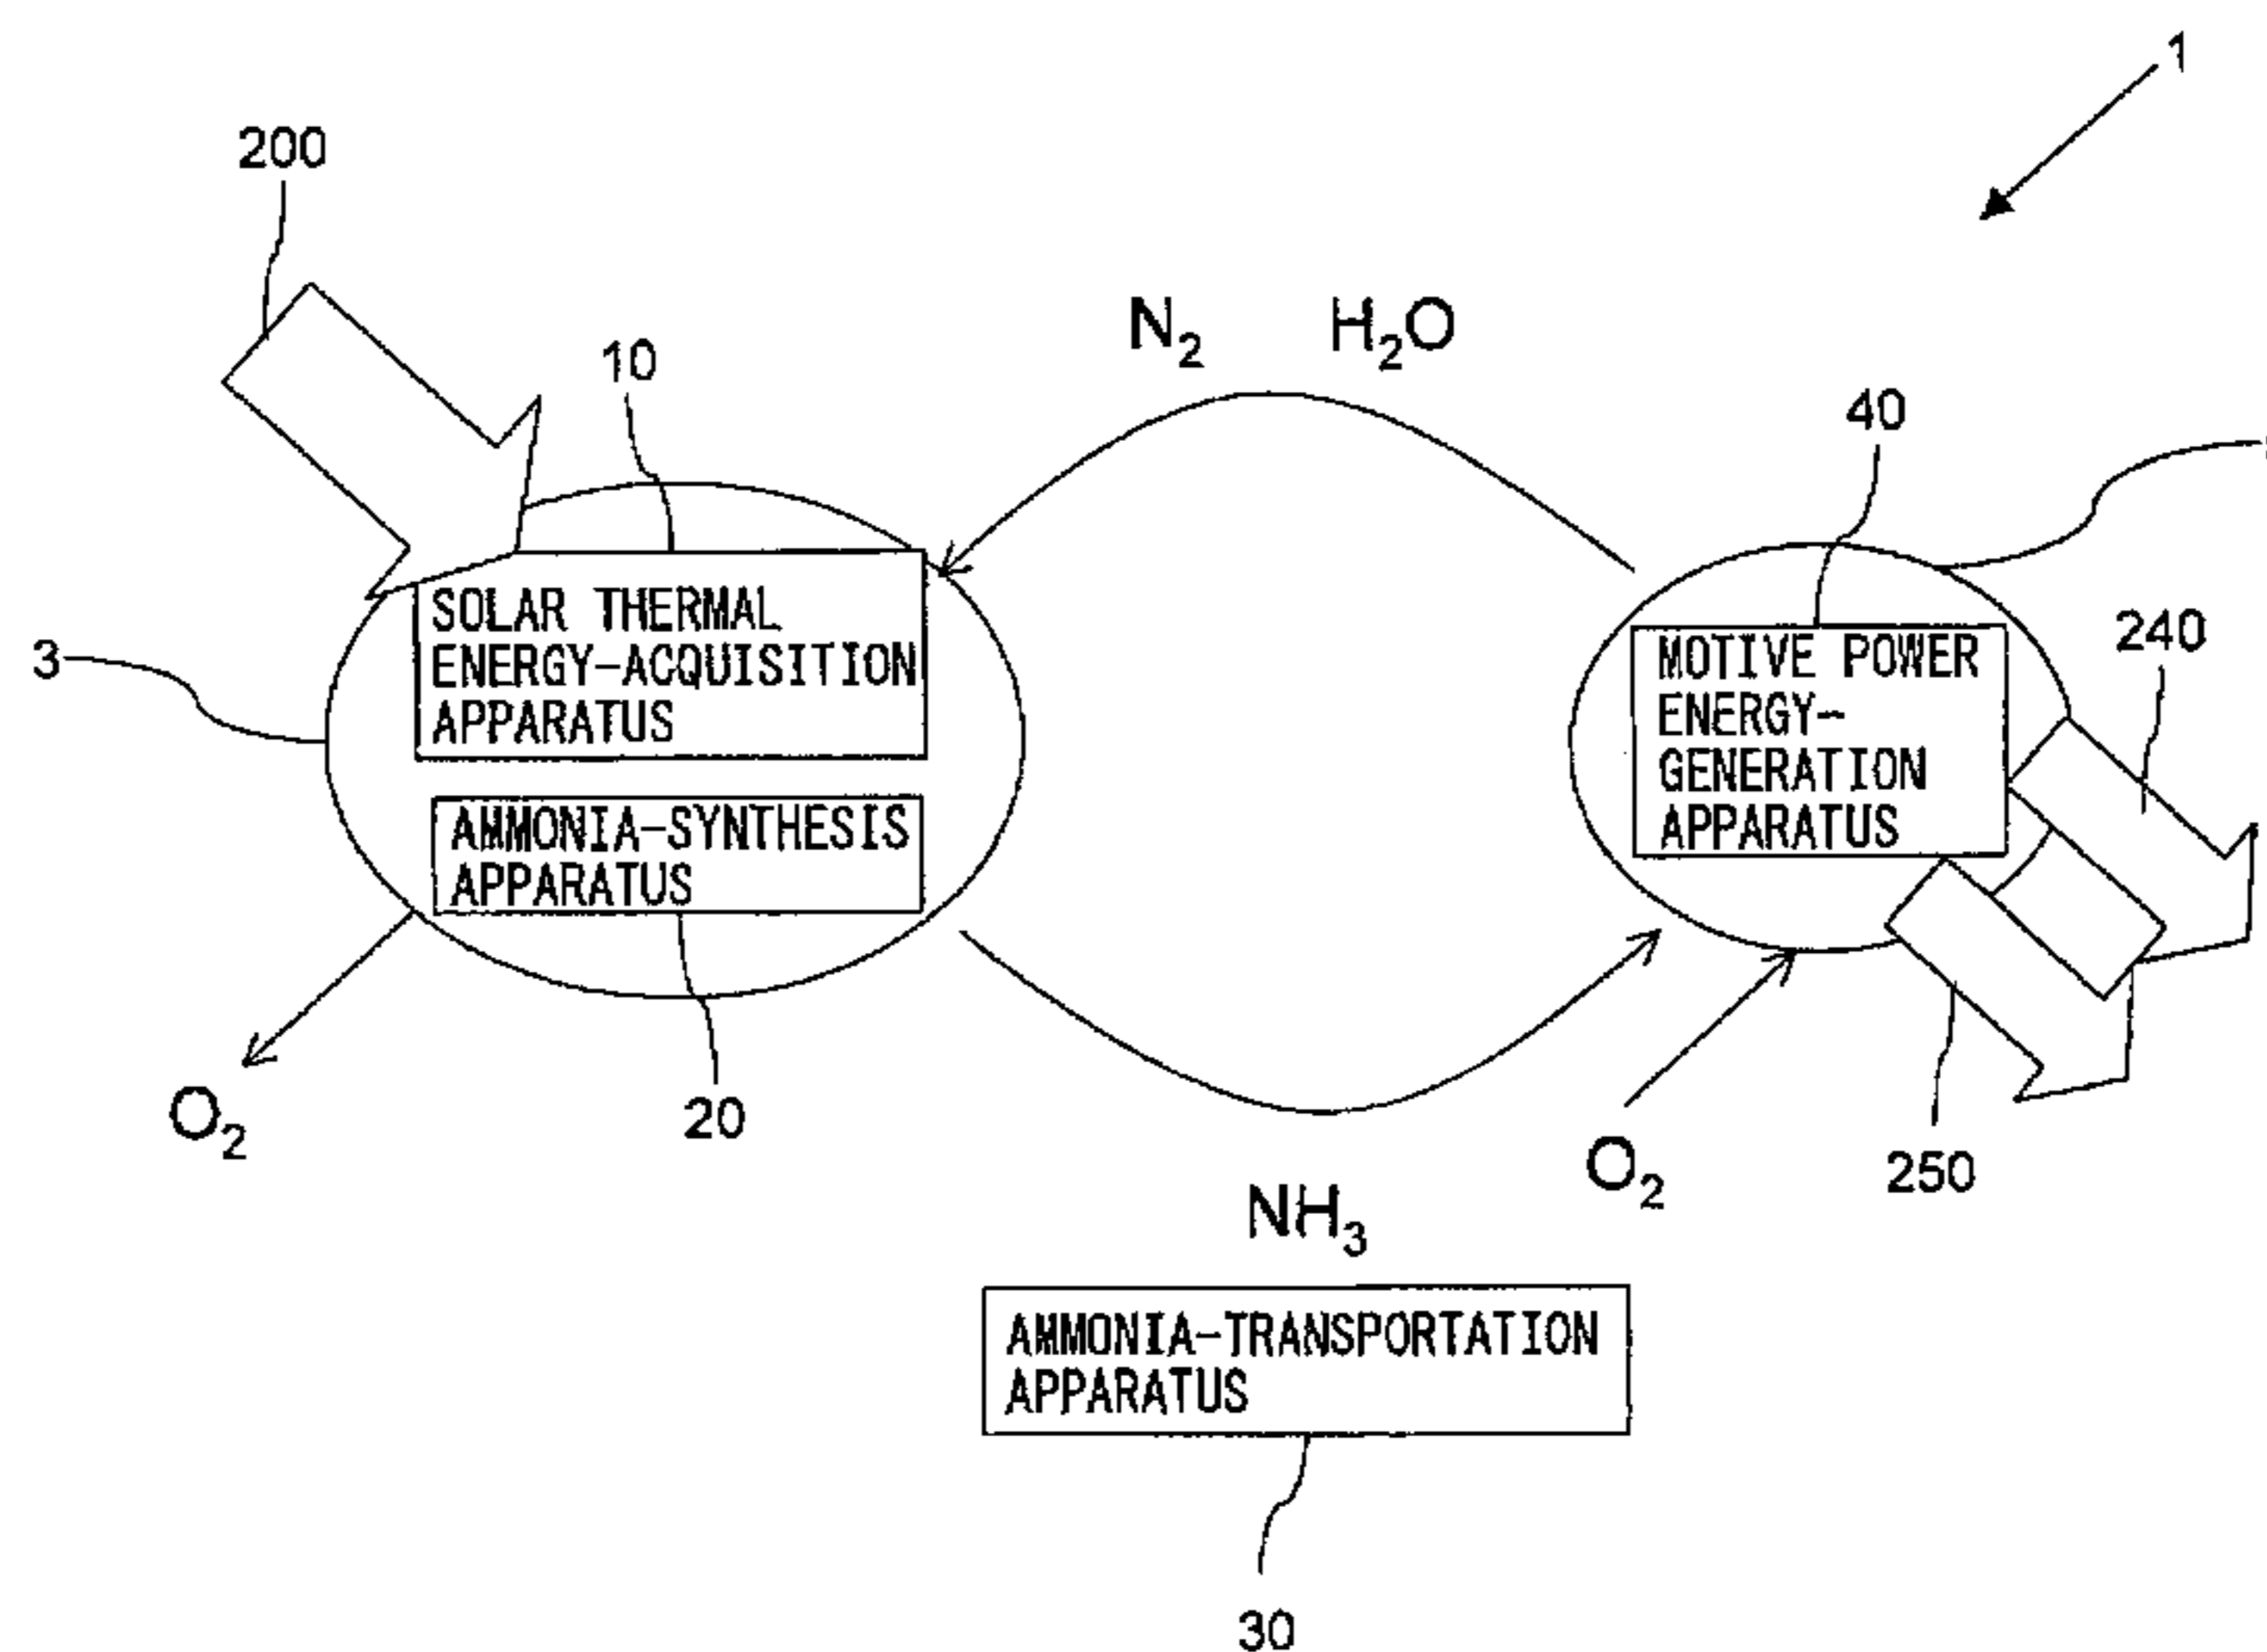 1
200
N2 H2O
10
40
SOLAR THERMAL
ENERGY-ACQUISITION
APPARATUS
3
MOTIVE POWER
ENERGY-
GENERATION
APPARATUS
240
AMMONIA-SYNTHESIS
APPARATUS
O2
20
O2
250
NH3
AMMONIA-TRANSPORTATION
APPARATUS
30